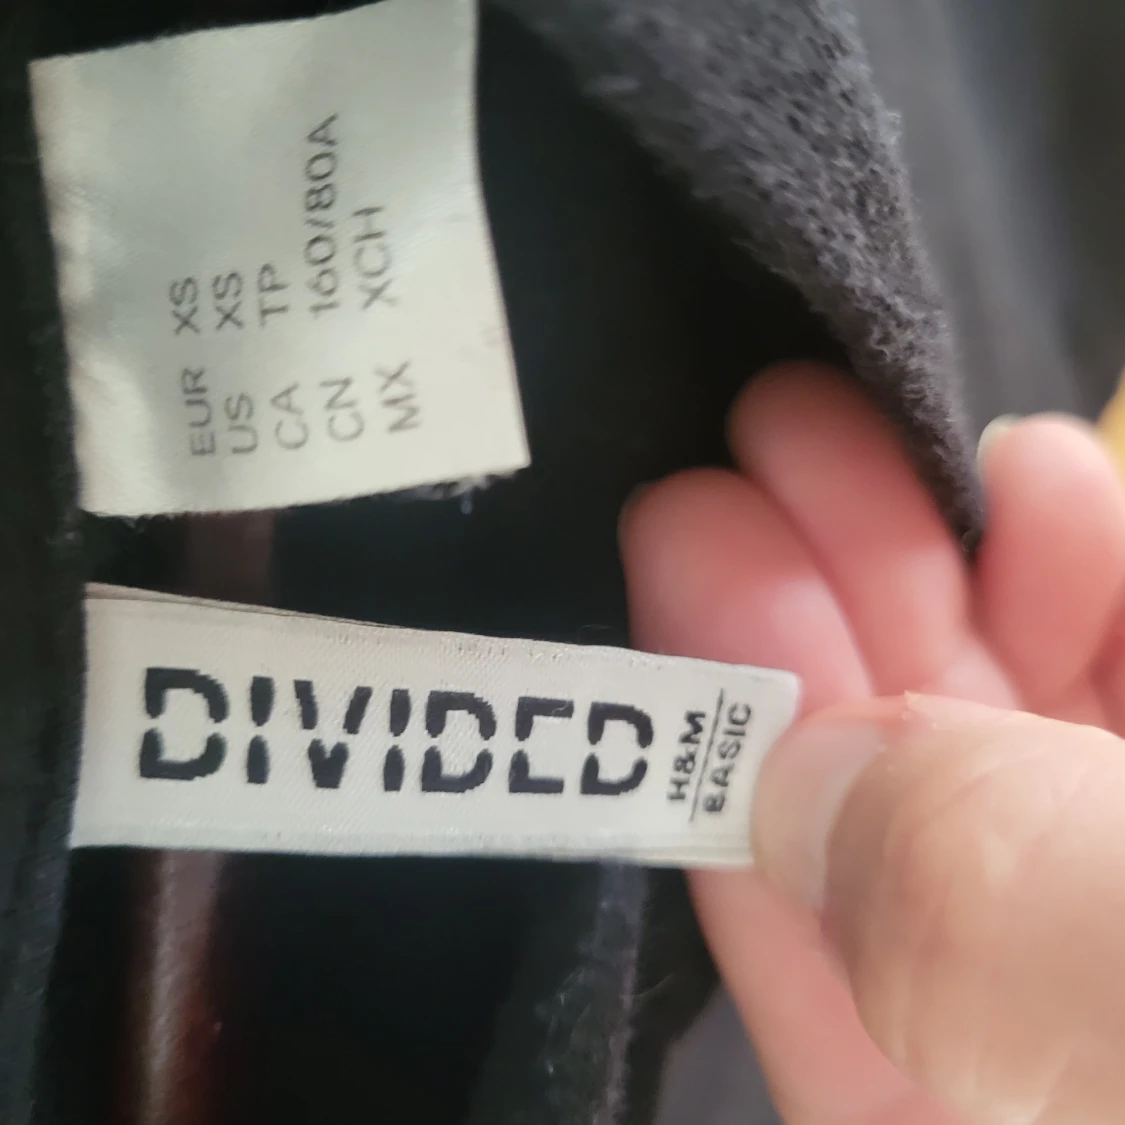 EUR XS
US XS
CA TP
CN 160/80A
MX XCH
DIVIDED
H&M
BASIC